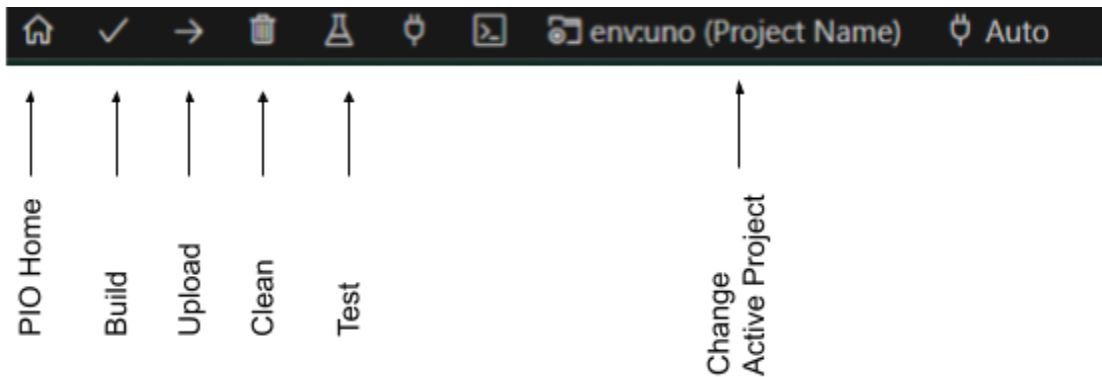 env:uno (Project Name)
Auto
PIO Home
Build
Upload
Clean
Test
Change
Active Project